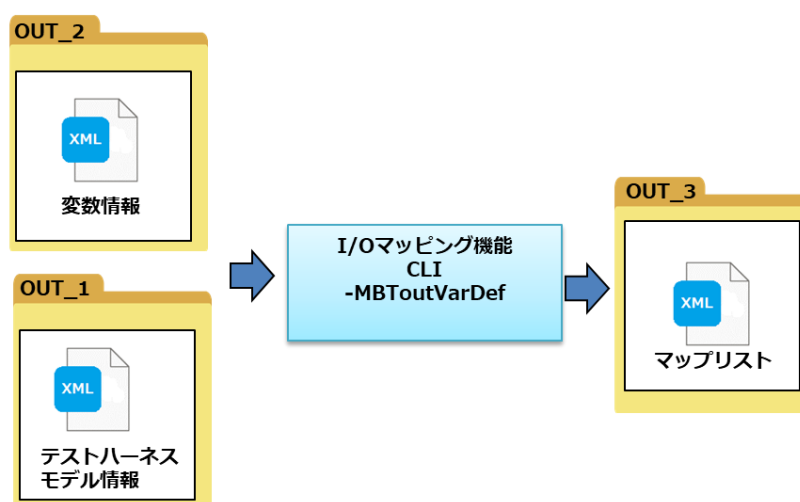 OUT_2
XML
変数情報
OUT_1
XML
テストハーネス
モデル情報
I/Oマッピング機能
CLI
-MBToutVarDef
OUT_3
XML
マップリスト